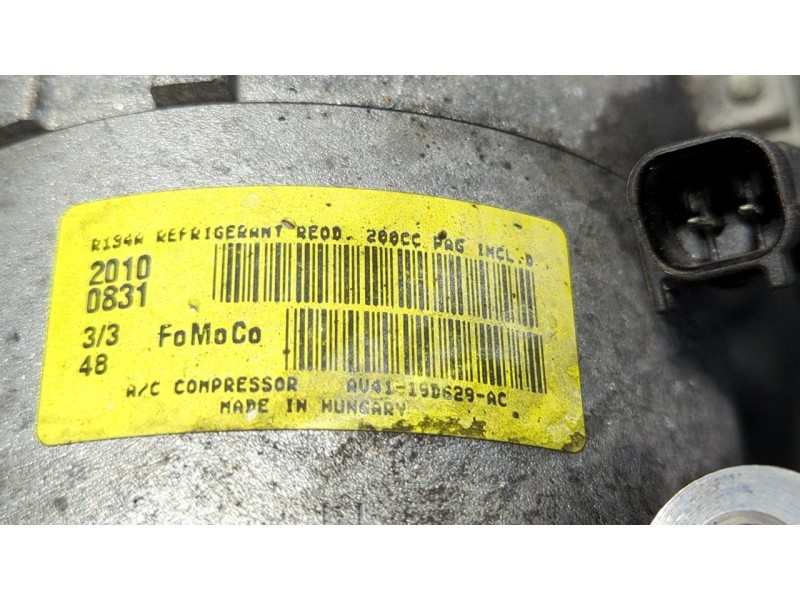 R134A REFRIGERANT REQD. 200CC PAG INCL.D
2010
0831
3/3 FoMoCo
48
A/C COMPRESSOR AV41-19D629-AC
MADE IN HUNGARY